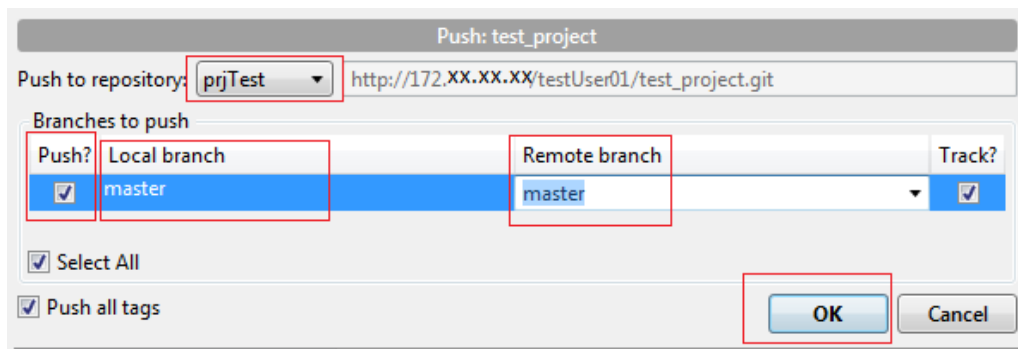 Push: test_project
Push to repository: prjTest http://172.XX.XX.XX/testUser01/test_project.git
Branches to push
Push? Local branch Remote branch Track?
master master
Select All
Push all tags OK Cancel